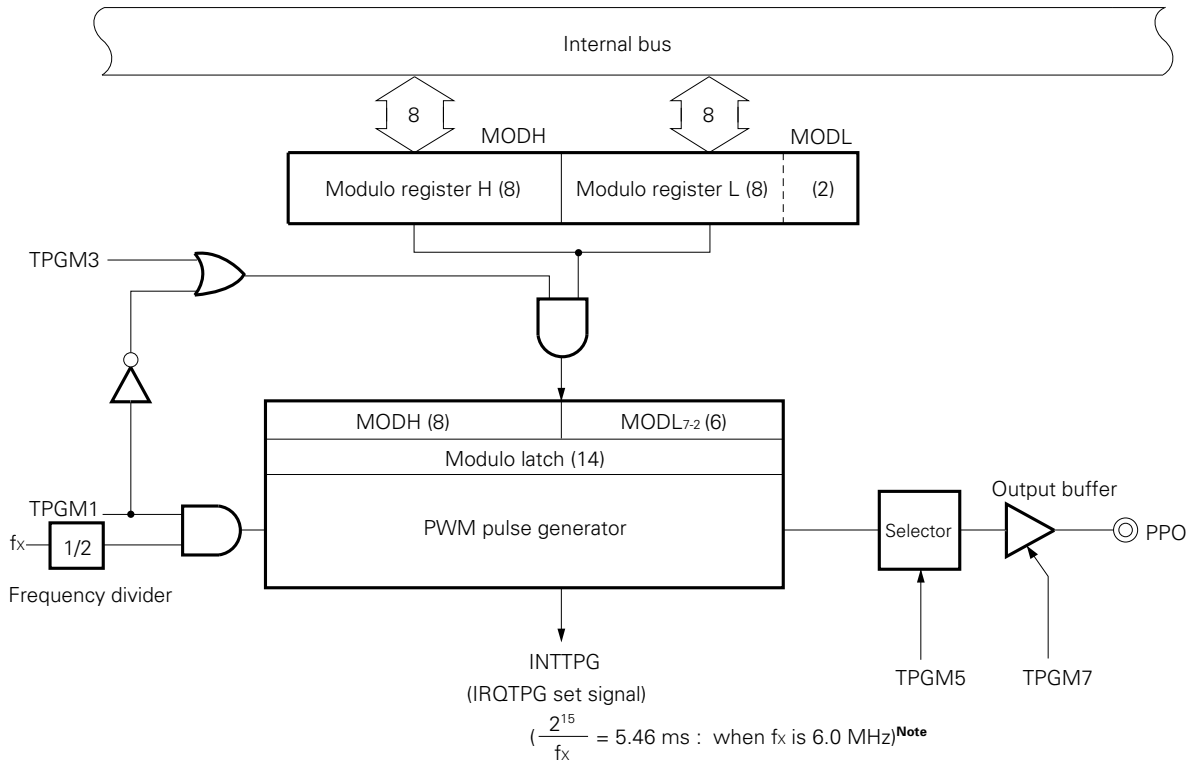 Internal bus
8
8
MODH
MODL
Modulo register H (8)
Modulo register L (8)
(2)
TPGM3
MODH (8)
MODL7-2 (6)
Modulo latch (14)
TPGM1
fX
1/2
Frequency divider
PWM pulse generator
Selector
Output buffer
PPO
INTTPG
(IRQTPG set signal)
TPGM5
TPGM7
(2^15/fX = 5.46 ms : when fX is 6.0 MHz)Note